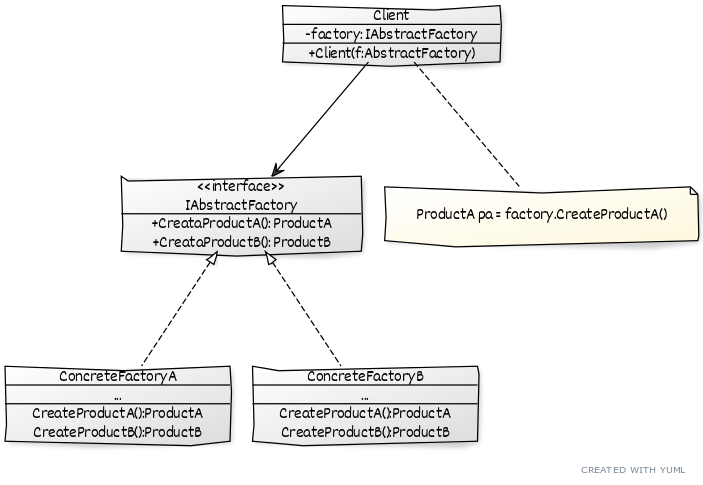 Client
-factory: IAbstractFactory
+Client(f:AbstractFactory)
<<interface>>
IAbstractFactory
+CreataProductA(): ProductA
+CreataProductB(): ProductB
ProductA pa = factory.CreateProductA()
ConcreteFactoryA
...
CreateProductA():ProductA
CreateProductB():ProductB
ConcreteFactoryB
...
CreateProductA():ProductA
CreateProductB():ProductB
CREATED WITH YUML